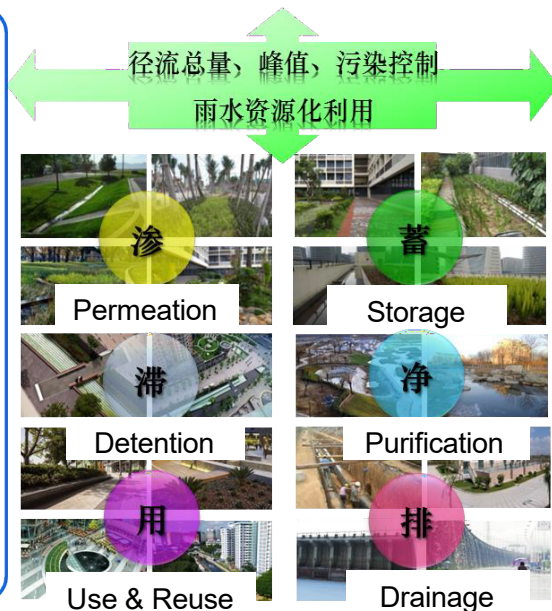 径流总量、峰值、污染控制
雨水资源化利用
渗
Permeation
蓄
Storage
滞
Detention
净
Purification
用
Use & Reuse
排
Drainage